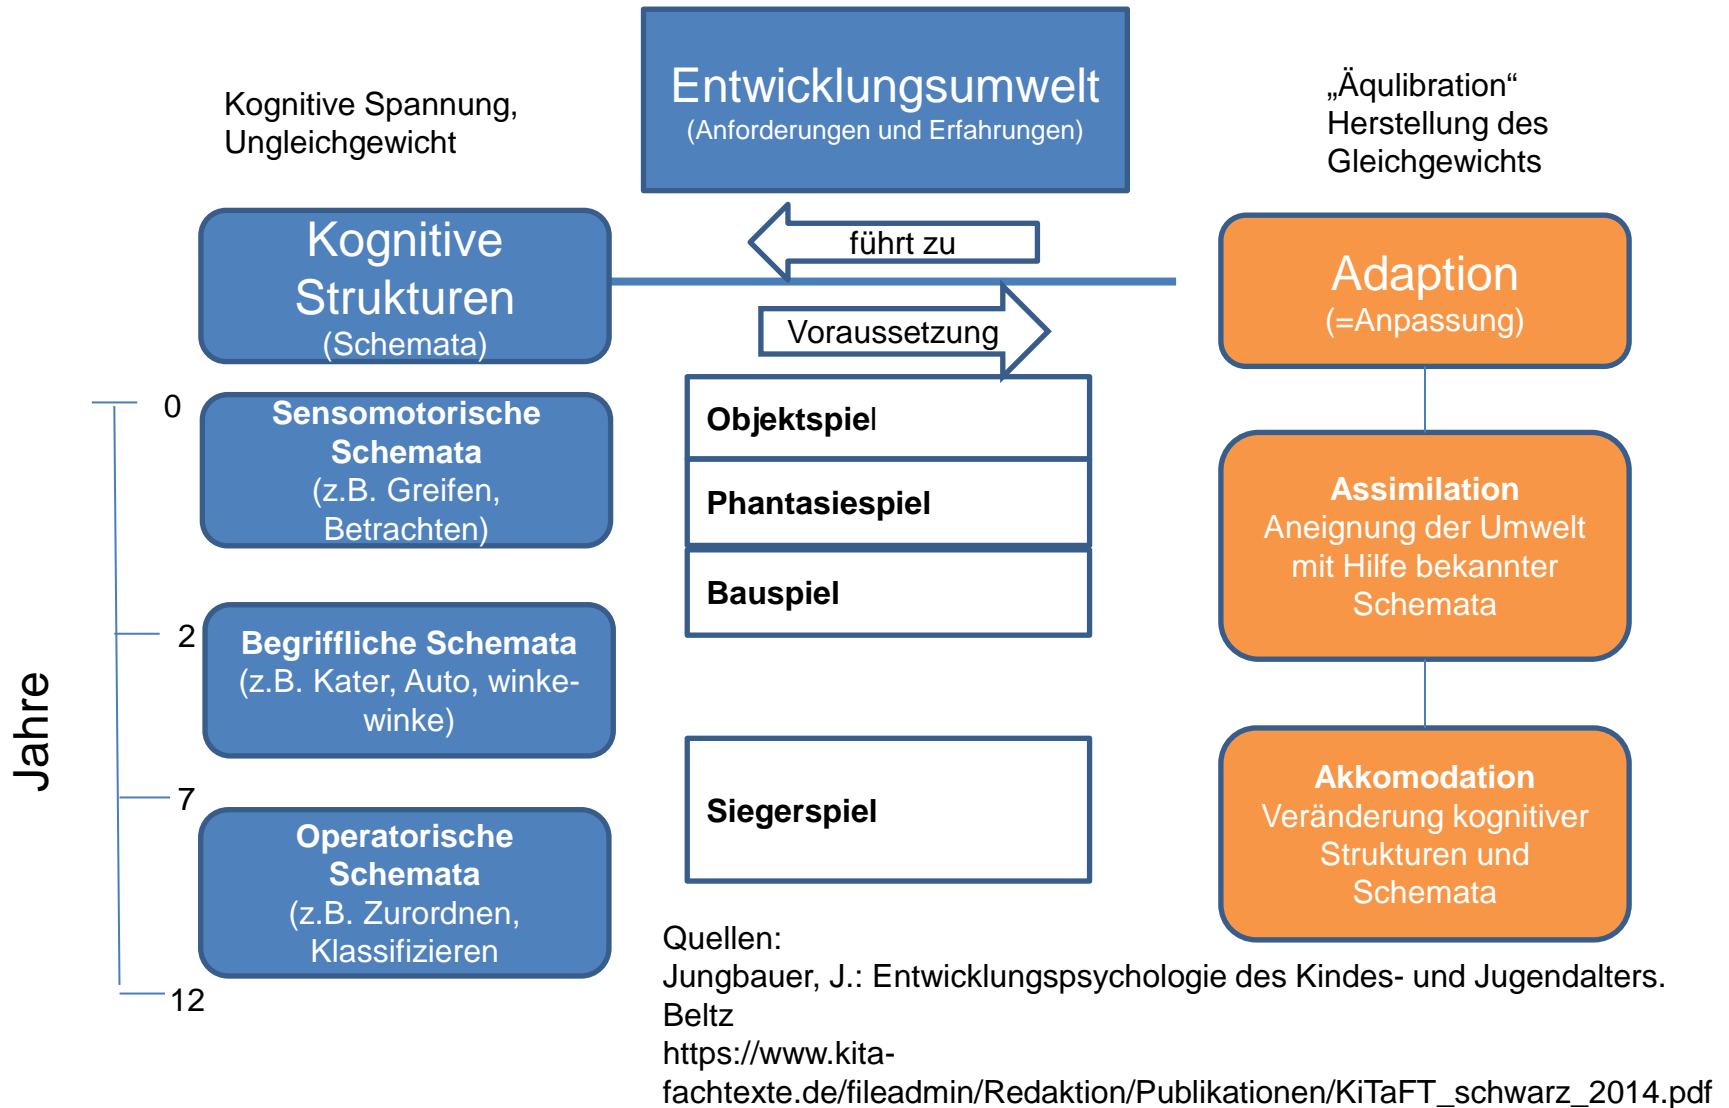 Entwicklungsumwelt
(Anforderungen und Erfahrungen)
Kognitive Spannung,
Ungleichgewicht
„Äqulibration“
Herstellung des
Gleichgewichts
Kognitive
Strukturen
(Schemata)
führt zu
Voraussetzung
Adaption
(=Anpassung)
Jahre
0
2
7
12
Sensomotorische
Schemata
(z.B. Greifen,
Betrachten)
Begriffliche Schemata
(z.B. Kater, Auto, winke-
winke)
Operatorische
Schemata
(z.B. Zurordnen,
Klassifizieren
Objektspiel
Phantasiespiel
Bauspiel
Siegerspiel
Assimilation
Aneignung der Umwelt
mit Hilfe bekannter
Schemata
Akkomodation
Veränderung kognitiver
Strukturen und
Schemata
Quellen:
Jungbauer, J.: Entwicklungspsychologie des Kindes- und Jugendalters.
Beltz
https://www.kita-
fachtexte.de/fileadmin/Redaktion/Publikationen/KiTaFT_schwarz_2014.pdf